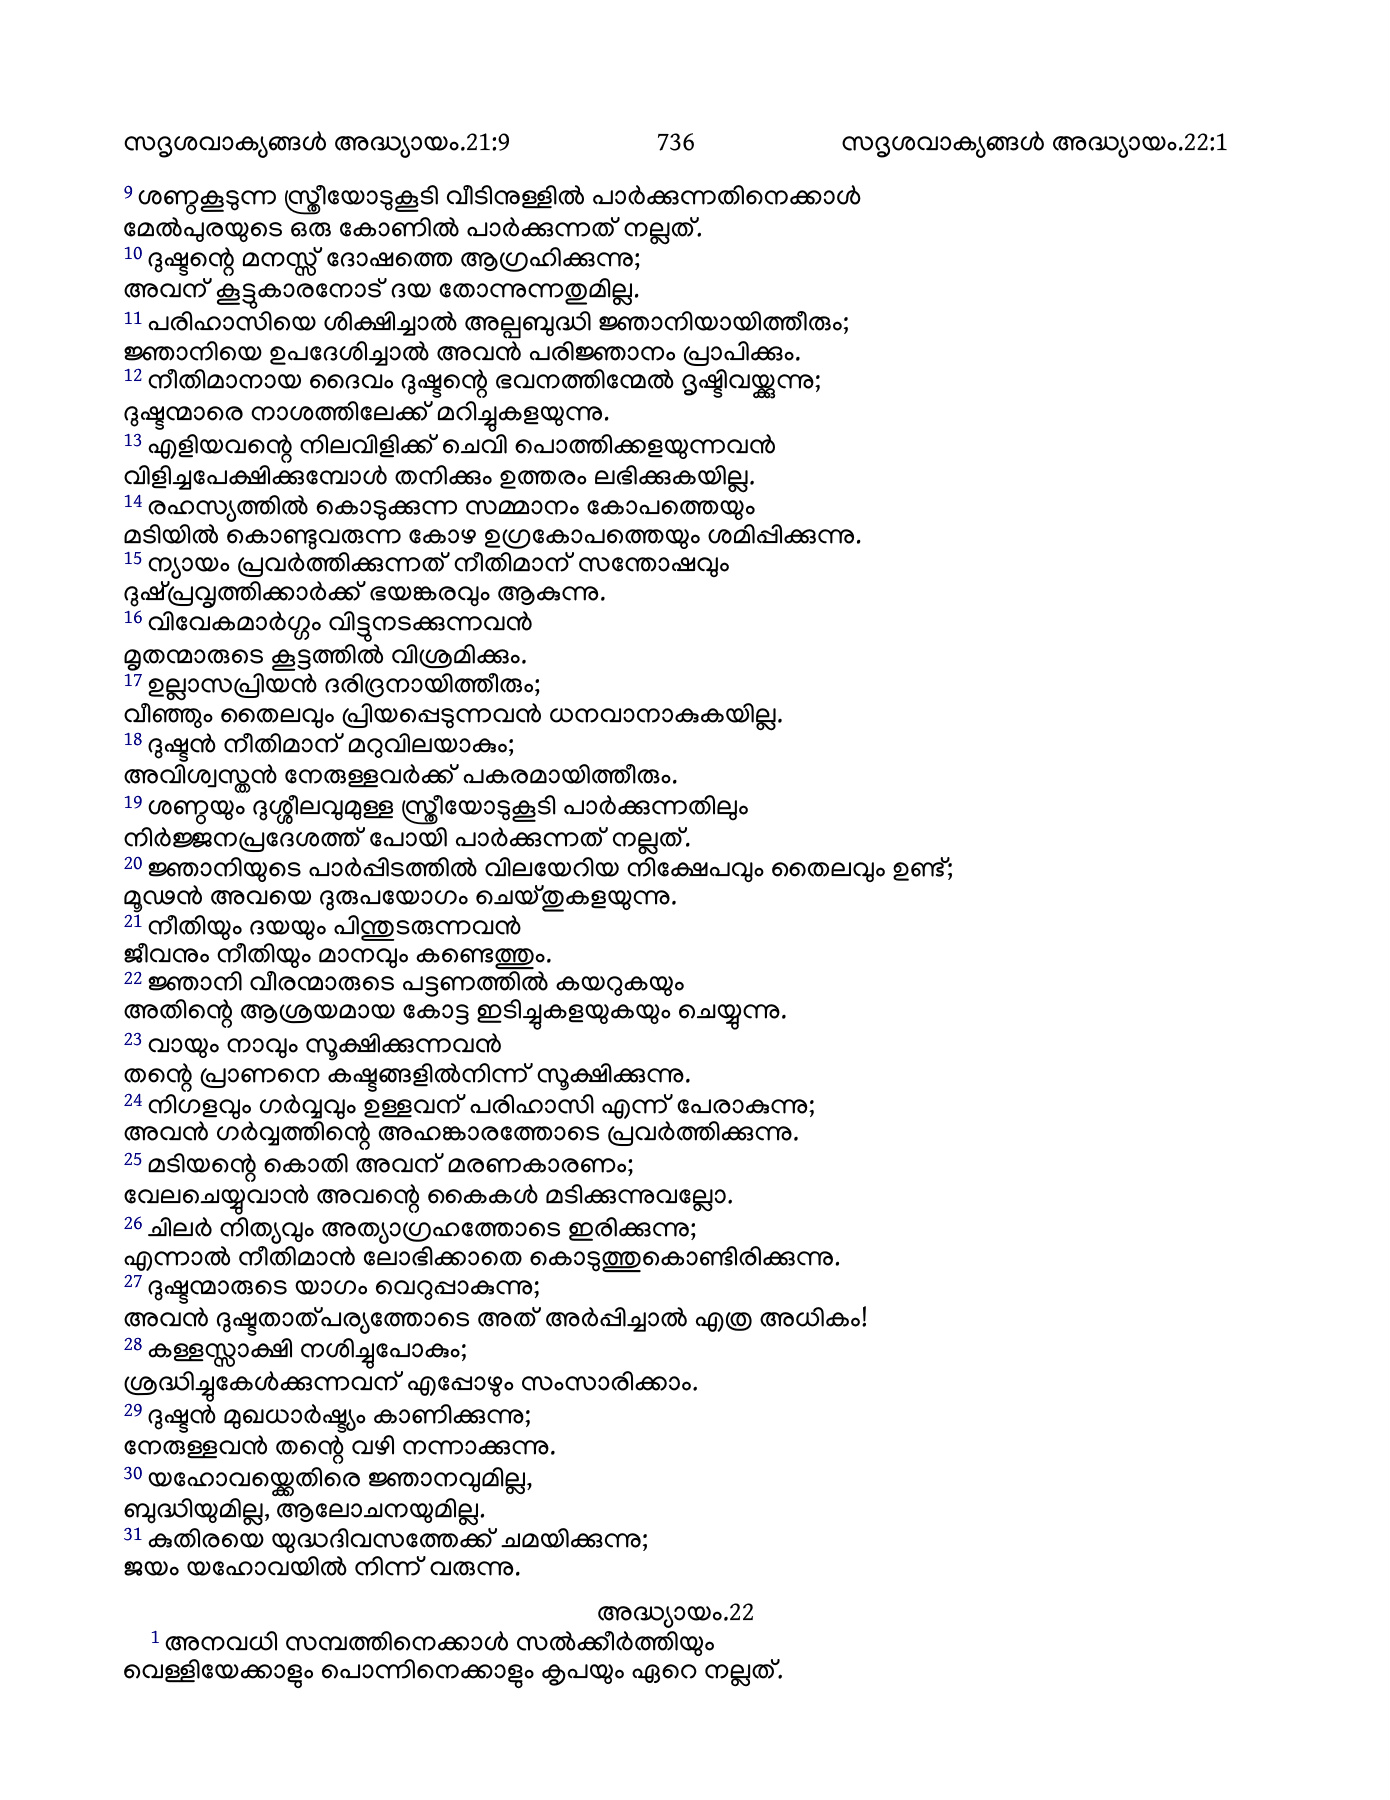 സദൃശവാക്യങ്ങൾ അദ്ധ്യായം.21:9 736 സദൃശവാക്യങ്ങൾ അദ്ധ്യായം.22:1
9 ശണ്ഠകൂടുന്ന സ്ത്രീയോടുകൂടി വീടിനുള്ളിൽ പാർക്കുന്നതിനെക്കാൾ
മേൽപുരയുടെ ഒരു കോണിൽ പാർക്കുന്നത് നല്ലത്.
10 ദുഷ്ടന്റെ മനസ്സ് ദോഷത്തെ ആഗ്രഹിക്കുന്നു;
അവന് കൂട്ടുകാരനോട് ദയ തോന്നുന്നതുമില്ല.
11 പരിഹാസിയെ ശിക്ഷിച്ചാൽ അല്പബുദ്ധി ജ്ഞാനിയായിത്തീരും;
ജ്ഞാനിയെ ഉപദേശിച്ചാൽ അവൻ പരിജ്ഞാനം പ്രാപിക്കും.
12 നീതിമാനായ ദൈവം ദുഷ്ടന്റെ ഭവനത്തിന്മേൽ ദൃഷ്ടിവയ്ക്കുന്നു;
ദുഷ്ടന്മാരെ നാശത്തിലേക്ക് മറിച്ചുകളയുന്നു.
13 എളിയവന്റെ നിലവിളിക്ക് ചെവി പൊത്തിക്കളയുന്നവൻ
വിളിച്ചപേക്ഷിക്കുമ്പോൾ തനിക്കും ഉത്തരം ലഭിക്കുകയില്ല.
14 രഹസ്യത്തിൽ കൊടുക്കുന്ന സമ്മാനം കോപത്തെയും
മടിയിൽ കൊണ്ടുവരുന്ന കോഴ ഉഗ്രകോപത്തെയും ശമിപ്പിക്കുന്നു.
15 ന്യായം പ്രവർത്തിക്കുന്നത് നീതിമാന് സന്തോഷവും
ദുഷ്പ്രവൃത്തിക്കാർക്ക് ഭയങ്കരവും ആകുന്നു.
16 വിവേകമാർഗ്ഗം വിട്ടുനടക്കുന്നവൻ
മൃതന്മാരുടെ കൂട്ടത്തിൽ വിശ്രമിക്കും.
17 ഉല്ലാസപ്രിയൻ ദരിദ്രനായിത്തീരും;
വീഞ്ഞും തൈലവും പ്രിയപ്പെടുന്നവൻ ധനവാനാകുകയില്ല.
18 ദുഷ്ടൻ നീതിമാന് മറുവിലയാകും;
അവിശ്വസ്തൻ നേരുള്ളവർക്ക് പകരമായിത്തീരും.
19 ശണ്ഠയും ദുശ്ശീലവുമുള്ള സ്ത്രീയോടുകൂടി പാർക്കുന്നതിലും
നിർജ്ജനപ്രദേശത്ത് പോയി പാർക്കുന്നത് നല്ലത്.
20 ജ്ഞാനിയുടെ പാർപ്പിടത്തിൽ വിലയേറിയ നിക്ഷേപവും തൈലവും ഉണ്ട്;
മൂഢൻ അവയെ ദുരുപയോഗം ചെയ്തുകളയുന്നു.
21 നീതിയും ദയയും പിന്തുടരുന്നവൻ
ജീവനും നീതിയും മാനവും കണ്ടെത്തും.
22 ജ്ഞാനി വീരന്മാരുടെ പട്ടണത്തിൽ കയറുകയും
അതിന്റെ ആശ്രയമായ കോട്ട ഇടിച്ചുകളയുകയും ചെയ്യുന്നു.
23 വായും നാവും സൂക്ഷിക്കുന്നവൻ
തന്റെ പ്രാണനെ കഷ്ടങ്ങളിൽനിന്ന് സൂക്ഷിക്കുന്നു.
24 നിഗളവും ഗർവ്വവും ഉള്ളവന് പരിഹാസി എന്ന് പേരാകുന്നു;
അവൻ ഗർവ്വത്തിന്റെ അഹങ്കാരത്തോടെ പ്രവർത്തിക്കുന്നു.
25 മടിയന്റെ കൊതി അവന് മരണകാരണം;
വേലചെയ്യുവാൻ അവന്റെ കൈകൾ മടിക്കുന്നുവല്ലോ.
26 ചിലർ നിത്യവും അത്യാഗ്രഹത്തോടെ ഇരിക്കുന്നു;
എന്നാൽ നീതിമാൻ ലോഭിക്കാതെ കൊടുത്തുകൊണ്ടിരിക്കുന്നു.
27 ദുഷ്ടന്മാരുടെ യാഗം വെറുപ്പാകുന്നു;
അവൻ ദുഷ്ടതാത്പര്യത്തോടെ അത് അർപ്പിച്ചാൽ എത്ര അധികം!
28 കള്ളസ്സാക്ഷി നശിച്ചുപോകും;
ശ്രദ്ധിച്ചുകേൾക്കുന്നവന് എപ്പോഴും സംസാരിക്കാം.
29 ദുഷ്ടൻ മുഖധാർഷ്ട്യം കാണിക്കുന്നു;
നേരുള്ളവൻ തന്റെ വഴി നന്നാക്കുന്നു.
30 യഹോവയ്ക്കെതിരെ ജ്ഞാനവുമില്ല,
ബുദ്ധിയുമില്ല, ആലോചനയുമില്ല.
31 കുതിരയെ യുദ്ധദിവസത്തേക്ക് ചമയിക്കുന്നു;
ജയം യഹോവയിൽ നിന്ന് വരുന്നു.
അദ്ധ്യായം.22
1 അനവധി സമ്പത്തിനെക്കാൾ സൽക്കീർത്തിയും
വെള്ളിയേക്കാളും പൊന്നിനെക്കാളും കൃപയും ഏറെ നല്ലത്.